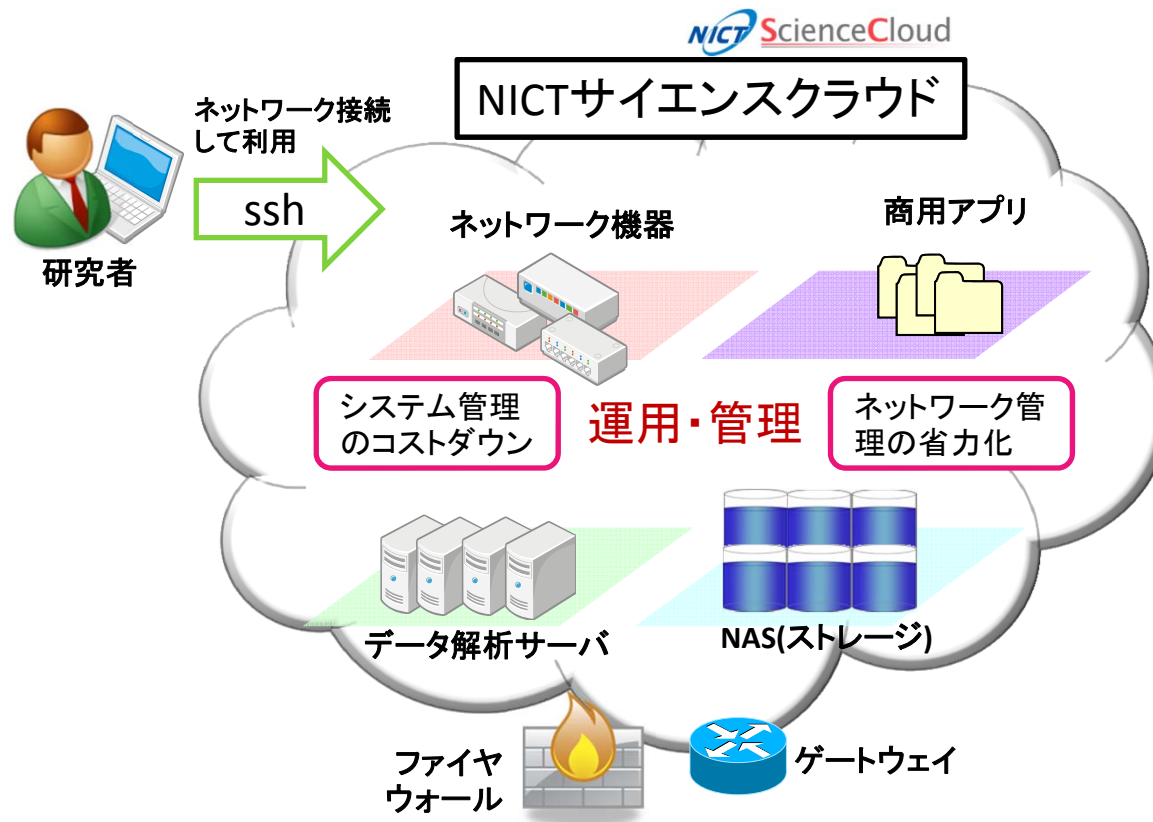 NICT ScienceCloud
NICTサイエンスクラウド
ネットワーク接続
して利用
ssh
研究者
ネットワーク機器
商用アプリ
システム管理
のコストダウン
運用・管理
ネットワーク管
理の省力化
データ解析サーバ
NAS(ストレージ)
ファイヤ
ウォール
ゲートウェイ